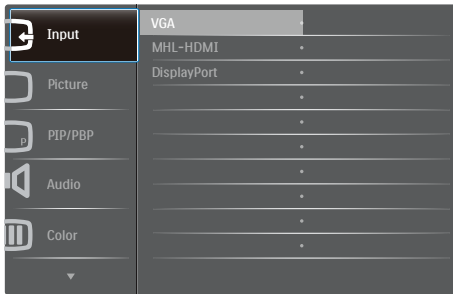 Input
Picture
P
PIP/PBP
Audio
Color
VGA
MHL-HDMI
DisplayPort